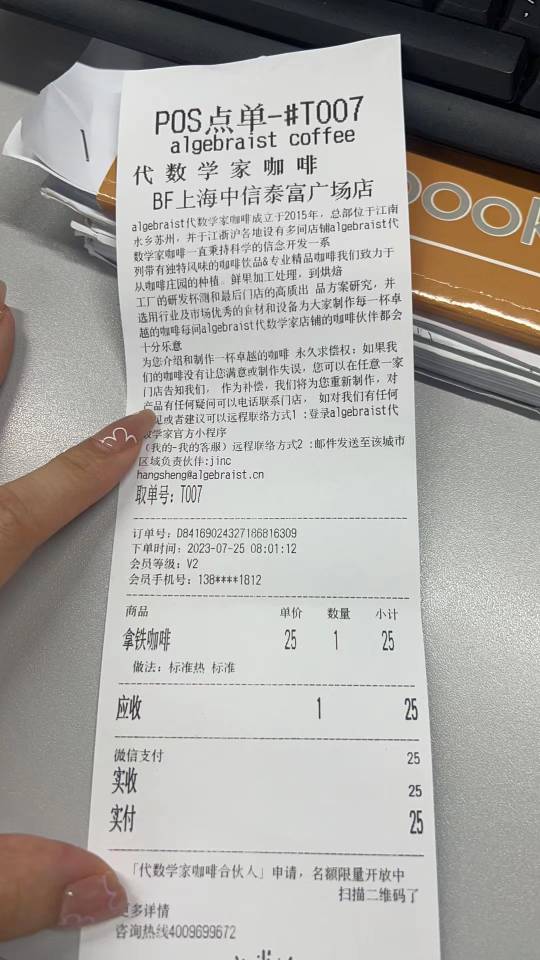 POS点单-#T007
algebraist coffee
代数学家咖啡
BF上海中信泰富广场店
algebraist代数学家咖啡成立于2015年, 总部位于江南
水乡苏州, 并于江浙沪各地设有多间店铺algebraist代
数学家咖啡一直秉持科学的信念开发一系
列带有独特风味的咖啡饮品&专业精品咖啡我们致力于
从咖啡庄园的种植、鲜果加工处理, 到烘焙
工厂的研发杯测和最后门店的高质出 品方案研究, 并
选用行业及市场优秀的食材和设备为大家制作每一杯卓
越的咖啡每间algebraist代数学家店铺的咖啡伙伴都会
十分乐意
为您介绍和制作一杯卓越的咖啡 永久求偿权: 如果我
们的咖啡没有让您满意或制作失误, 您可以在任意一家
门店告知我们, 作为补偿, 我们将为您重新制作, 对
产品有任何疑问可以电话联系门店, 如对我们有任何
见或者建议可以远程联络方式1 :登录algebraist代
数学家官方小程序
(我的-我的客服) 远程联络方式2 :邮件发送至该城市
区域负责伙伴:jinc
hangsheng@algebraist.cn
取单号: T007
订单号: D84169024327186816309
下单时间: 2023-07-25 08:01:12
会员等级: V2
会员手机号: 138****1812
商品 单价 数量 小计
拿铁咖啡 25 1 25
做法: 标准热 标准
应收 1 25
微信支付 25
实收 25
实付 25
「代数学家咖啡合伙人」申请, 名额限量开放中
扫描二维码了
更多详情
咨询热线4009699672
book